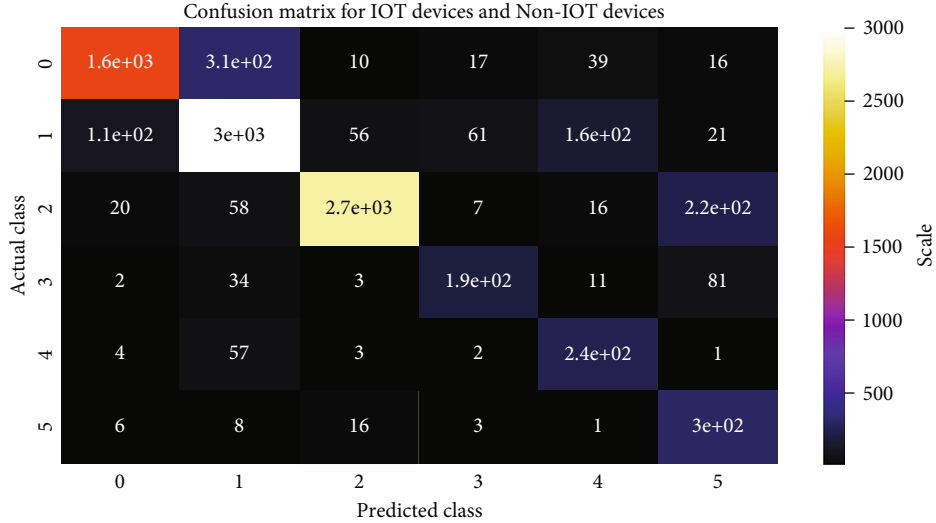 Confusion matrix for IOT devices and Non-IOT devices
0 1.6e+03 3.1e+02 10 17 39 16
1 1.1e+02 3e+03 56 61 1.6e+02 21
2 20 58 2.7e+03 7 16 2.2e+02
3 2 34 3 1.9e+02 11 81
4 4 57 3 2 2.4e+02 1
5 6 8 16 3 1 3e+02
0 1 2 3 4 5
Predicted class
Actual class
3000
2500
2000
1500
1000
500
Scale